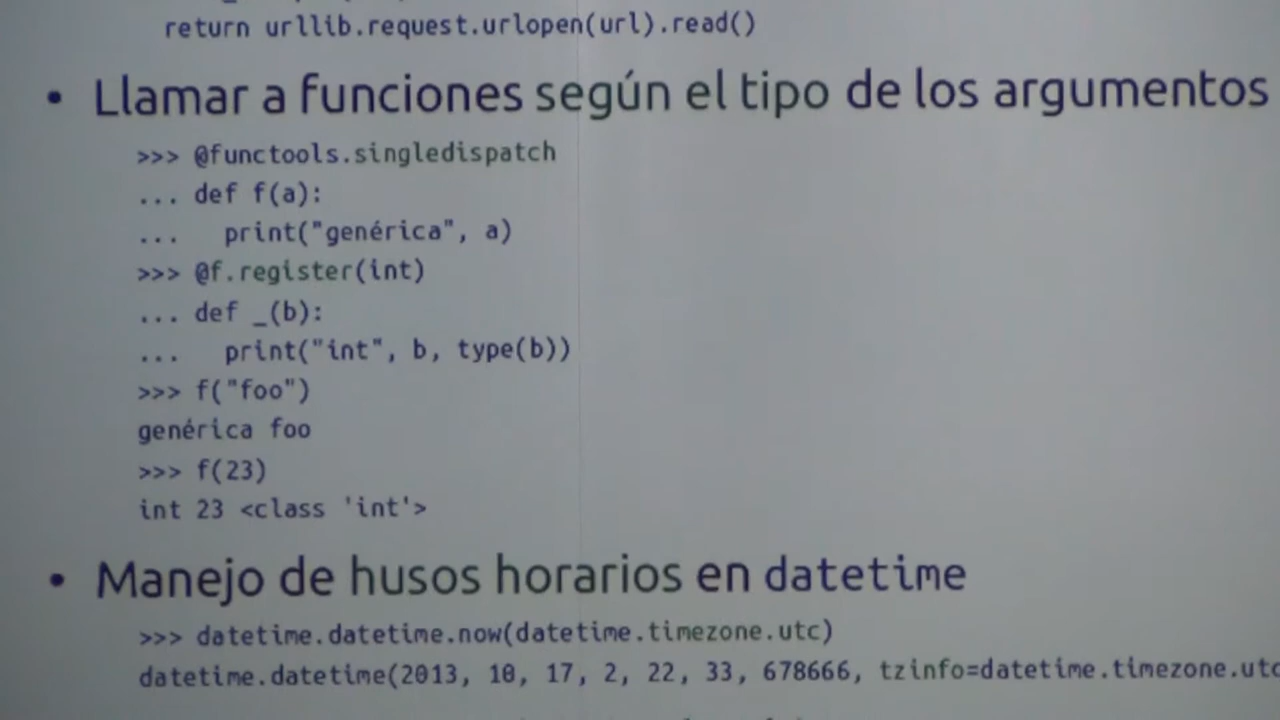 return urllib.request.urlopen(url).read()
• Llamar a funciones según el tipo de los argumentos
>>> @functools.singledispatch
... def f(a):
...   print("genérica", a)
>>> @f.register(int)
... def _(b):
...   print("int", b, type(b))
>>> f("foo")
genérica foo
>>> f(23)
int 23 <class 'int'>
• Manejo de husos horarios en datetime
>>> datetime.datetime.now(datetime.timezone.utc)
datetime.datetime(2013, 10, 17, 2, 22, 33, 678666, tzinfo=datetime.timezone.utc